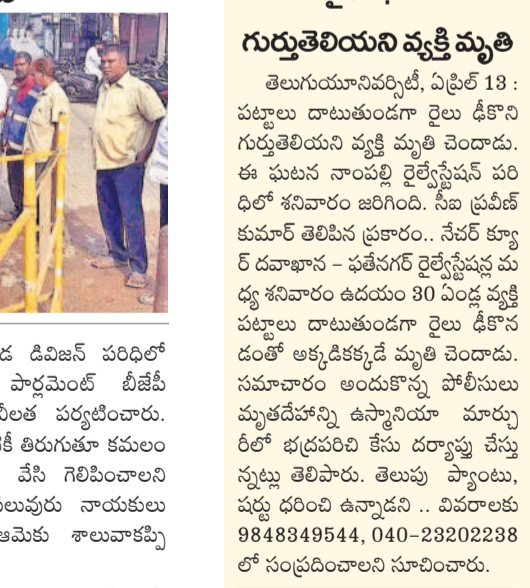 గుర్తుతెలియని వ్యక్తి మృతి
తెలుగుయూనివర్సిటీ, ఏప్రిల్ 13 :
పట్టాలు దాటుతుండగా రైలు ఢీకొని
గుర్తుతెలియని వ్యక్తి మృతి చెందాడు.
ఈ ఘటన నాంపల్లి రైల్వేస్టేషన్ పరి
ధిలో శనివారం జరిగింది. సీఐ ప్రవీణ్
కుమార్ తెలిపిన ప్రకారం.. నేచర్ క్యూ
ర్ దవాఖాన – ఫతేనగర్ రైల్వేస్టేషన్ల మ
ధ్య శనివారం ఉదయం 30 ఏండ్ల వ్యక్తి
పట్టాలు దాటుతుండగా రైలు ఢీకొన
డంతో అక్కడికక్కడే మృతి చెందాడు.
సమాచారం అందుకొన్న పోలీసులు
మృతదేహాన్ని ఉస్మానియా మార్చు
రీలో భద్రపరిచి కేసు దర్యాప్తు చేస్తు
న్నట్లు తెలిపారు. తెలుపు ప్యాంటు,
షర్టు ధరించి ఉన్నాడని .. వివరాలకు
9848349544, 040–23202238
లో సంప్రదించాలని సూచించారు.
డ డివిజన్ పరిధిలో
పార్లమెంట్ బీజేపీ
పర్యటించారు.
తిరుగుతూ కమలం
వేసి గెలిపించాలని
పలువురు నాయకులు
ఆమెకు శాలువాకప్పి